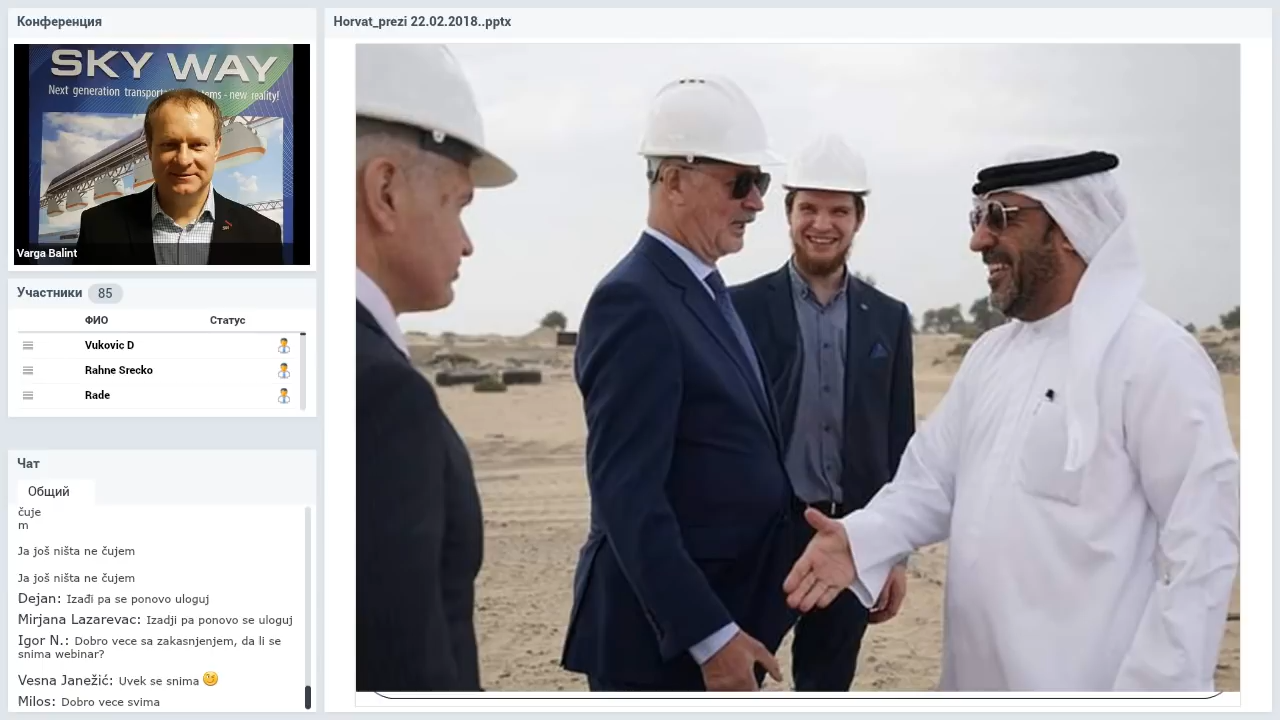 Конференция
SKY WAY
Next generation
new reality!
Varga Balint
Участники 85
ФИО Статус
Vukovic D
Rahne Srecko
Rade
Чат
Общий
čuje
m
Ja još ništa ne čujem
Ja još ništa ne čujem
Dejan: Izađi pa se ponovo uloguj
Mirjana Lazarevac: Izadji pa ponovo se uloguj
Igor N.: Dobro vece sa zakasnjenjem, da li se
snima webinar?
Vesna Janežić: Uvek se snima
Milos: Dobro vece svima
Horvat_prezi 22.02.2018..pptx